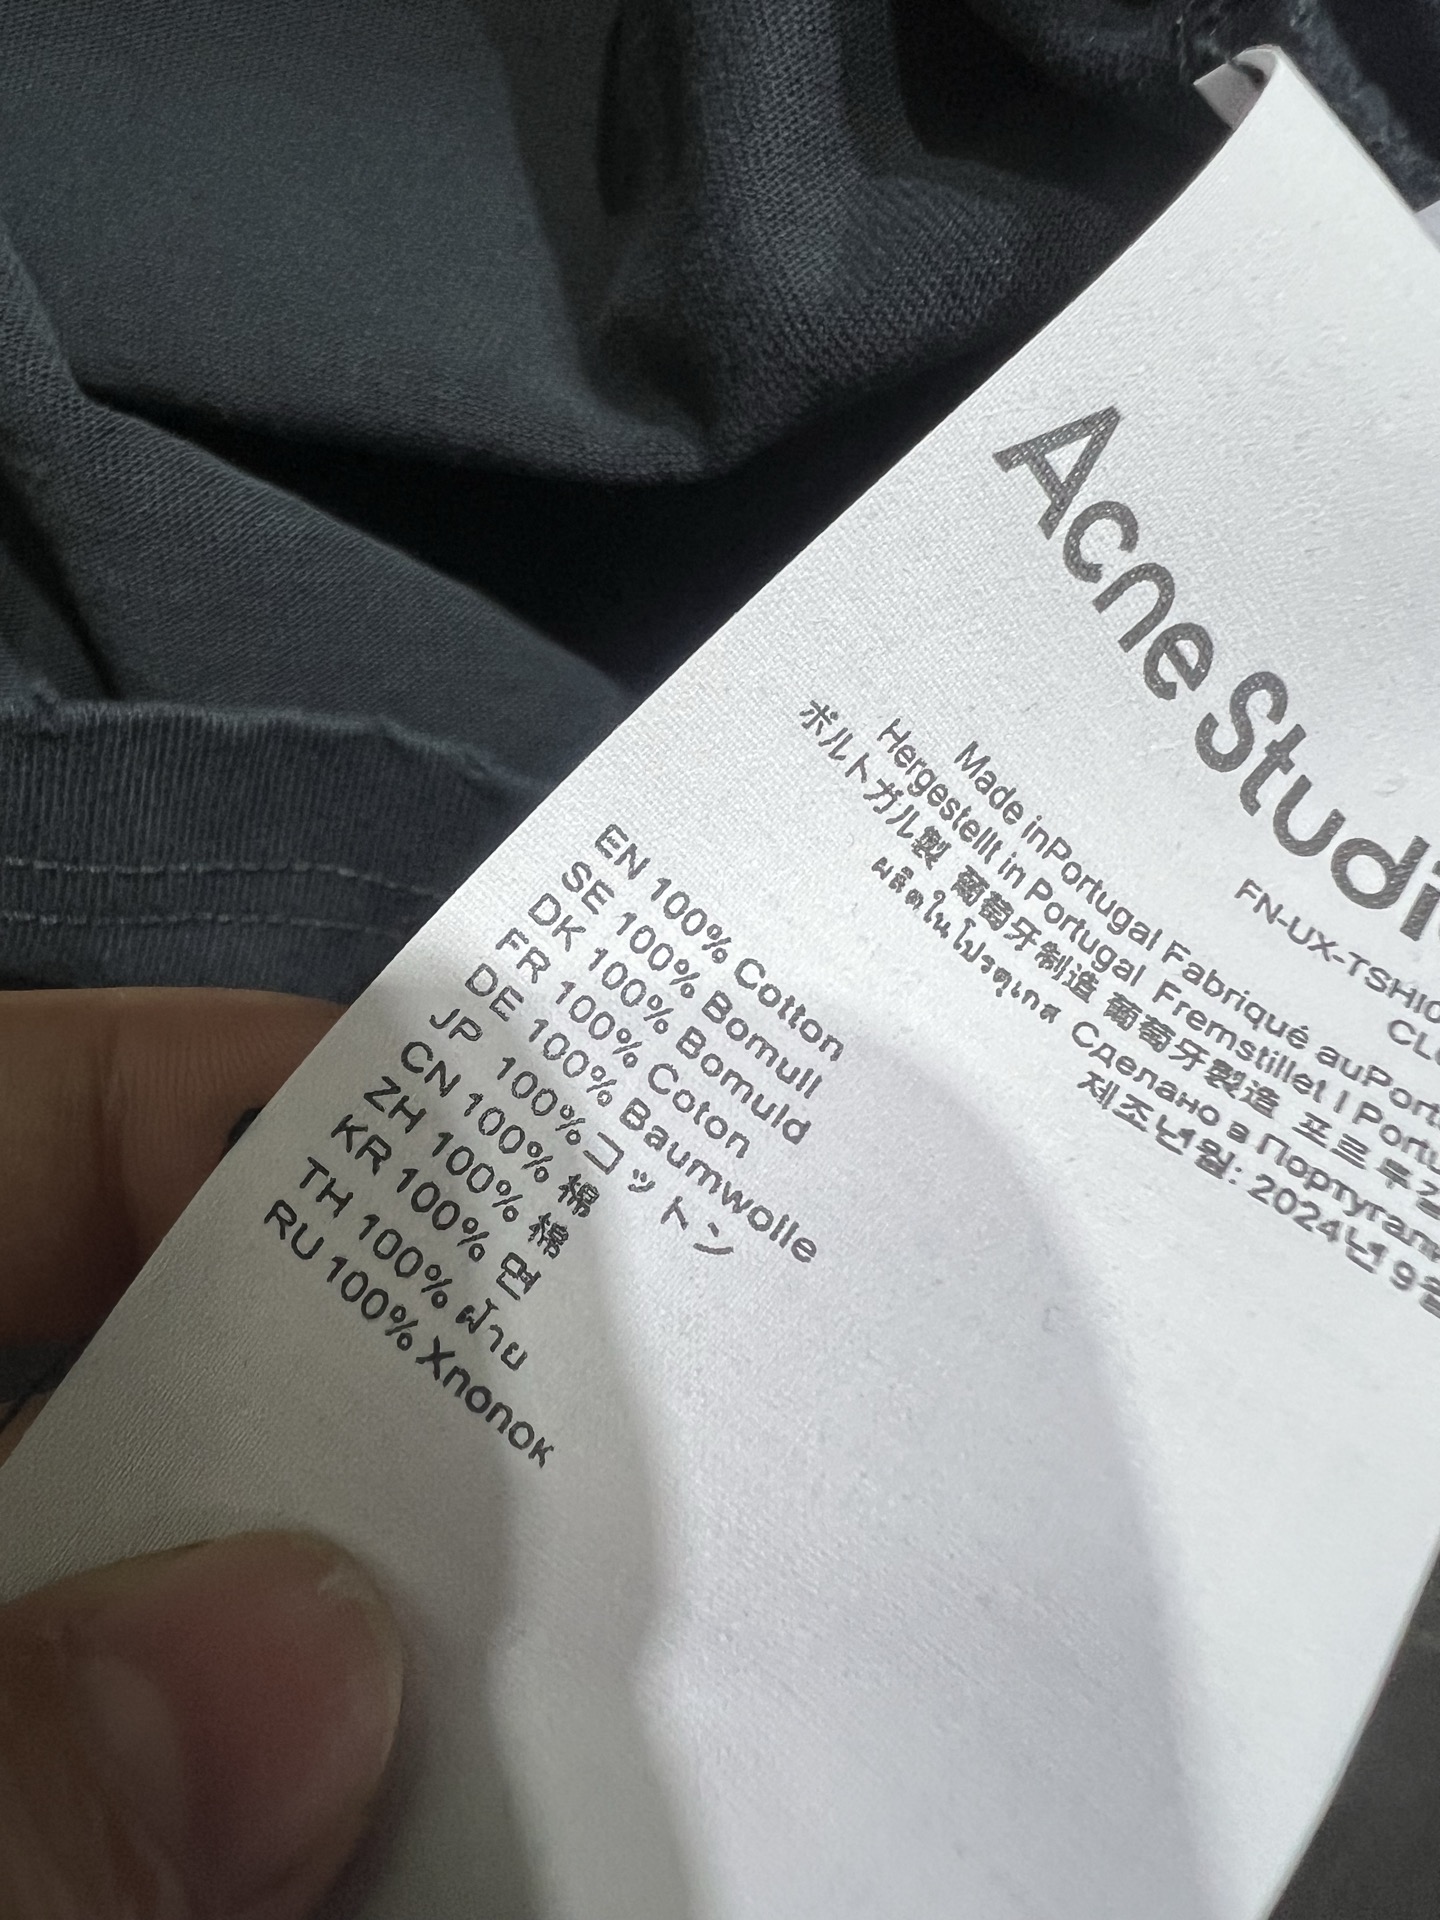 Acne Studi
FN-UX-TSHI0
CL
Made inPortugal Fabriqué auPort
Hergestellt in Portugal Fremstillet I Portu
ポルトガル製 葡萄牙制造 葡萄牙製造 포르투갈
ผลิตในโปรตุเกส Сделано в Португал
제조년월: 2024년 9월
EN 100% Cotton
SE 100% Bomull
DK 100% Bomuld
FR 100% Coton
DE 100% Baumwolle
JP 100%コットン
CN 100% 棉
ZH 100% 棉
KR 100% 면
TH 100% ฝ้าย
RU 100% Хлопок